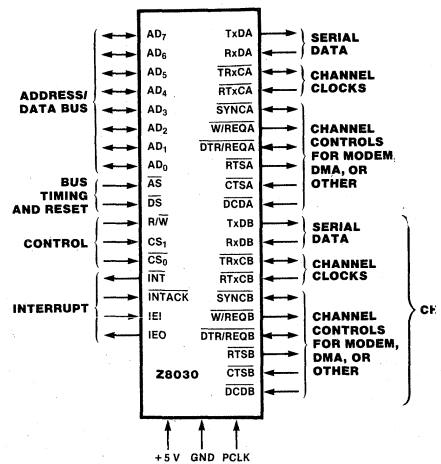 ADDRESS/
DATA BUS
BUS
TIMING
AND RESET
CONTROL
INTERRUPT
AD7
AD6
AD5
AD4
AD3
AD2
AD1
AD0
AS
DS
R/W
CS1
CS0
INT
INTACK
IEI
IEO
Z8030
TxDA
RxDA
TRxCA
RTxCA
SYNCA
W/REQA
DTR/REQA
RTSA
CTSA
DCDA
TxDB
RxDB
TRxCB
RTxCB
SYNCB
W/REQB
DTR/REQB
RTSB
CTSB
DCDB
SERIAL
DATA
CHANNEL
CLOCKS
CHANNEL
CONTROLS
FOR MODEM,
DMA, OR
OTHER
SERIAL
DATA
CHANNEL
CLOCKS
CHANNEL
CONTROLS
FOR MODEM,
DMA, OR
OTHER
CH
+5 V GND PCLK